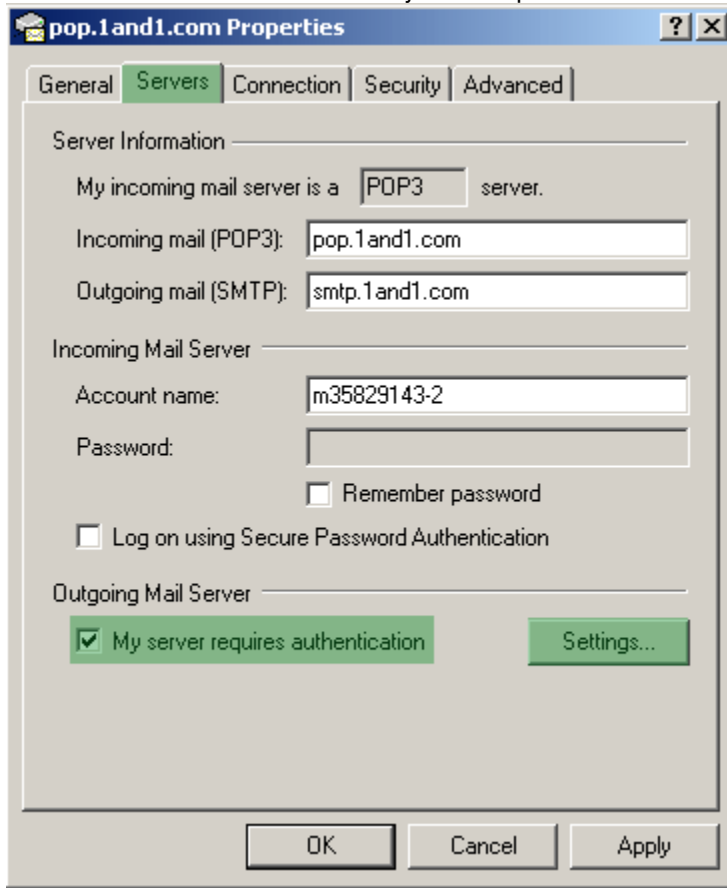 pop.1and1.com Properties
General Servers Connection Security Advanced
Server Information
My incoming mail server is a POP3 server.
Incoming mail (POP3): pop.1and1.com
Outgoing mail (SMTP): smtp.1and1.com
Incoming Mail Server
Account name: m35829143-2
Password:
Remember password
Log on using Secure Password Authentication
Outgoing Mail Server
My server requires authentication Settings...
OK Cancel Apply